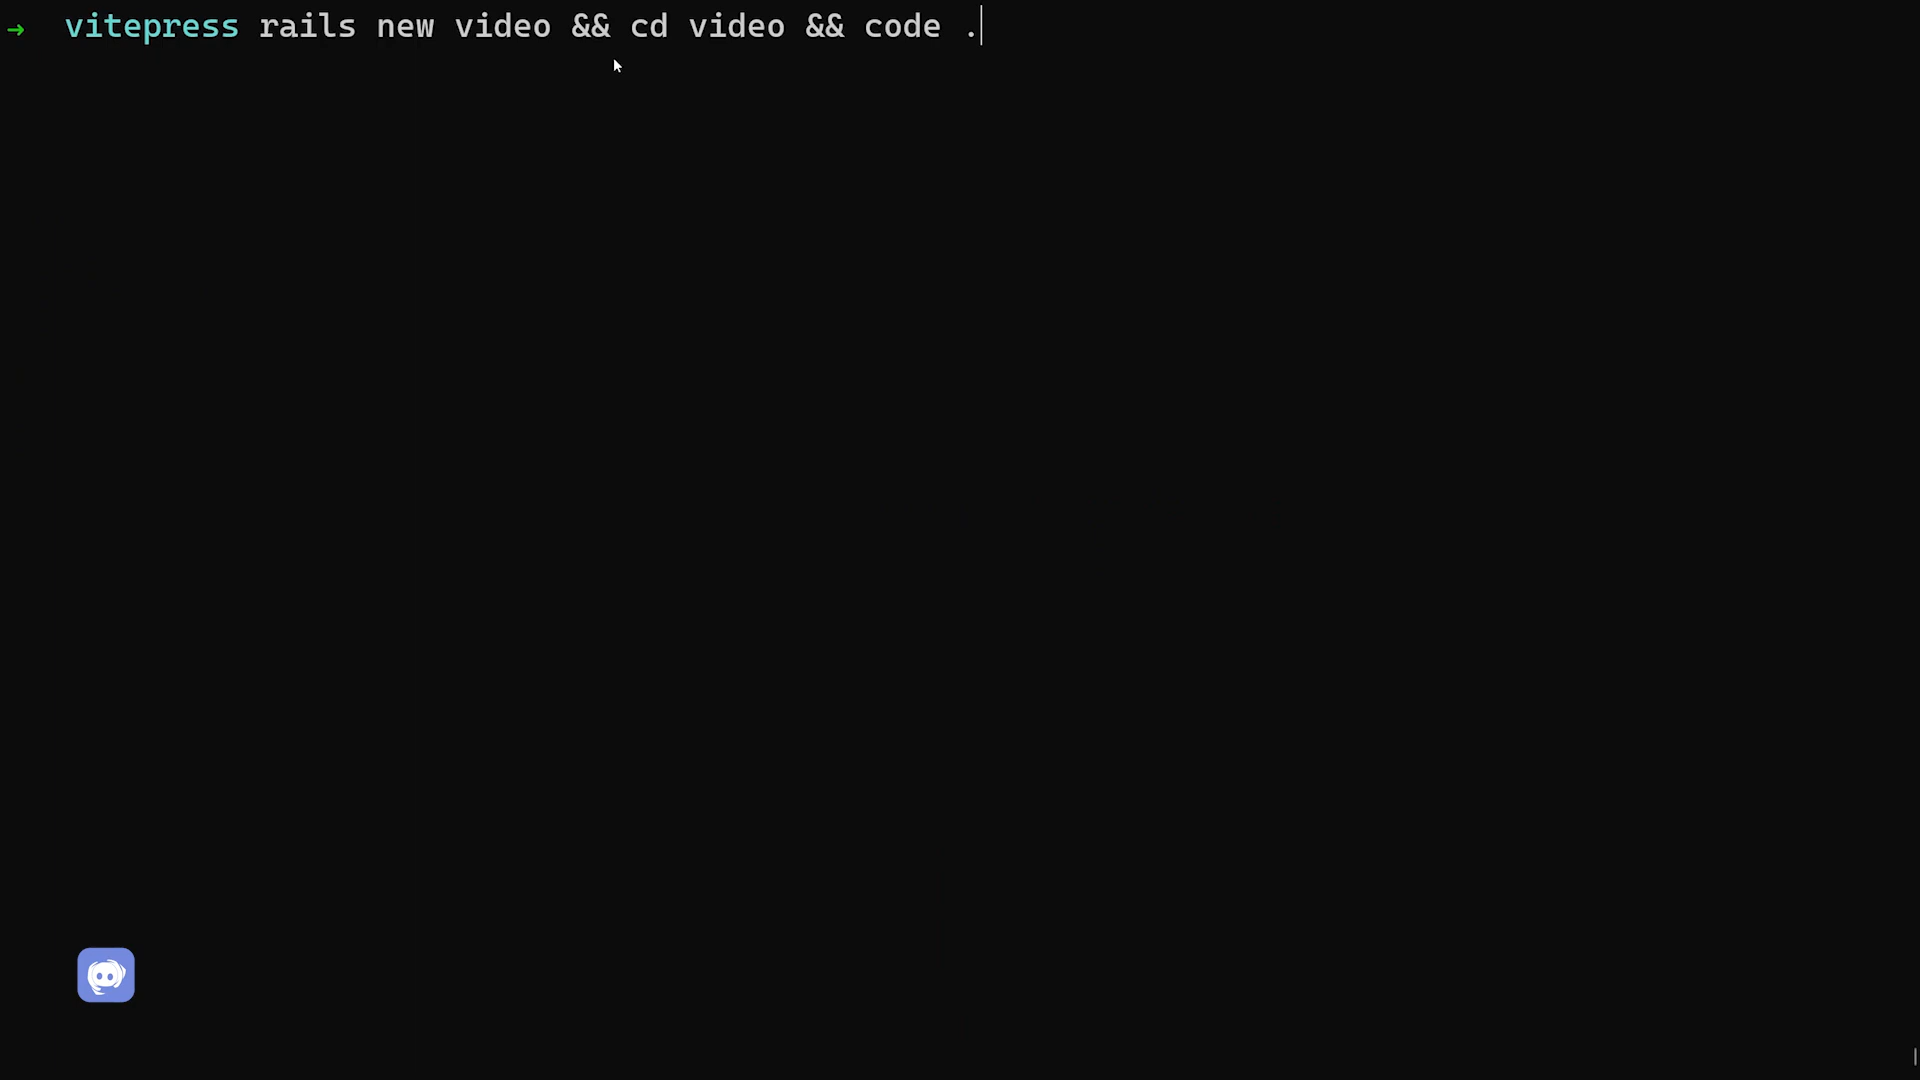 → vitepress rails new video && cd video && code .